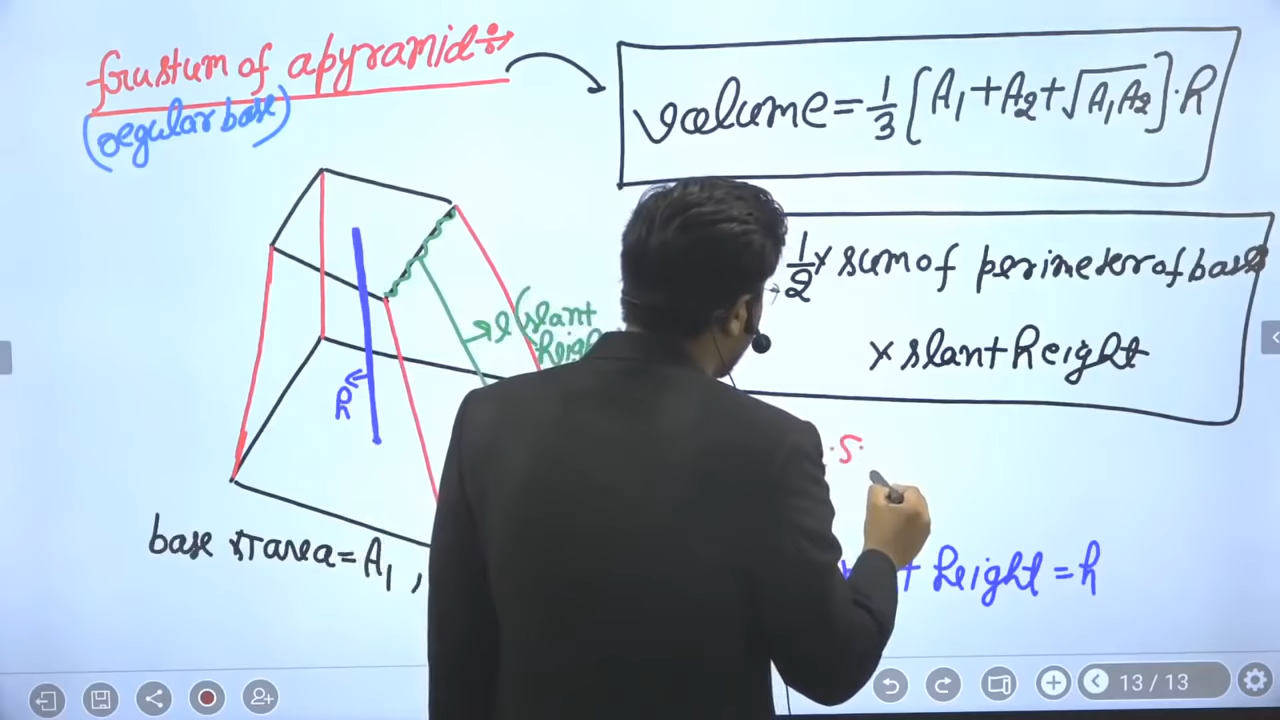 frustum of a pyramid÷→
(regular base)
volume = 1/3 [A₁ + A₂ + √A₁A₂] · h
1/2 × sum of perimeter of base
× slant height
l (slant
h
.S.
base area = A₁ ,
height = h
13 / 13